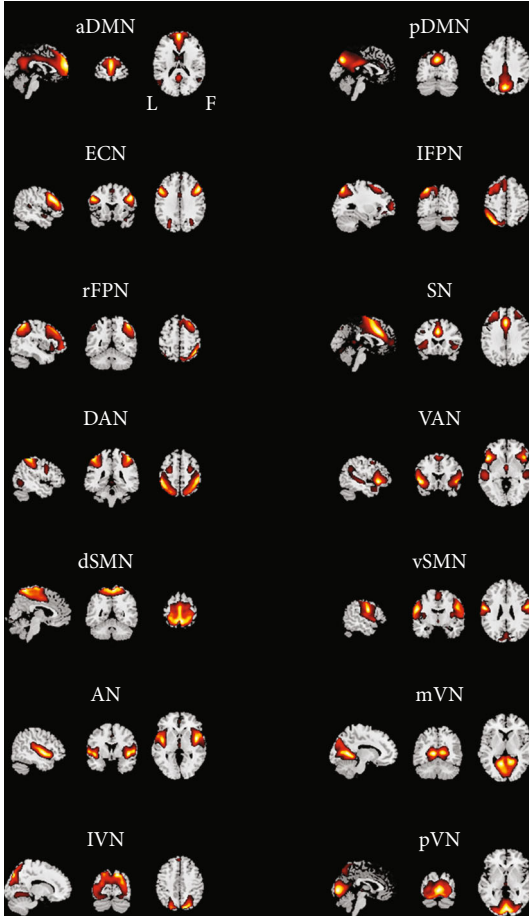 aDMN pDMN
L F
ECN lFPN
rFPN SN
DAN VAN
dSMN vSMN
AN mVN
lVN pVN